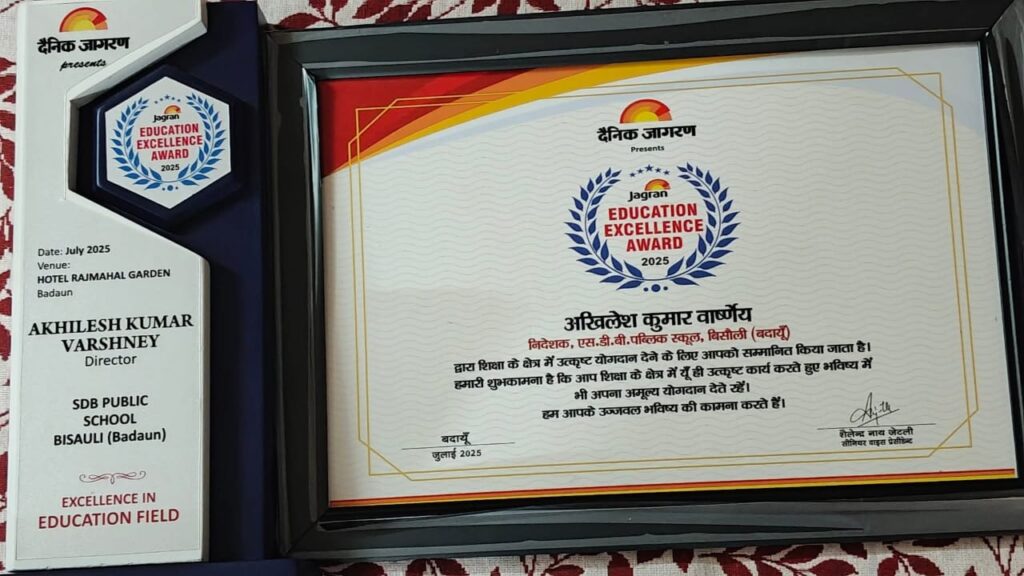 दैनिक जागरण
presents
Jagran
EDUCATION
EXCELLENCE
AWARD
2025
Date: July 2025
Venue:
HOTEL RAJMAHAL GARDEN
Badaun
AKHILESH KUMAR
VARSHNEY
Director
SDB PUBLIC
SCHOOL
BISAULI (Badaun)
EXCELLENCE IN
EDUCATION FIELD
दैनिक जागरण
Presents
Jagran
EDUCATION
EXCELLENCE
AWARD
2025
अखिलेश कुमार वार्ष्णेय
निदेशक, एस.डी.बी.पब्लिक स्कूल, बिसौली (बदायूँ)
द्वारा शिक्षा के क्षेत्र में उत्कृष्ट योगदान देने के लिए आपको सम्मानित किया जाता है।
हमारी शुभकामना है कि आप शिक्षा के क्षेत्र में यूँ ही उत्कृष्ट कार्य करते हुए भविष्य में
भी अपना अमूल्य योगदान देते रहें।
हम आपके उज्जवल भविष्य की कामना करते हैं।
बदायूँ
जुलाई 2025
शैलेन्द्र नाथ जेटली
सीनियर वाइस प्रेसीडेन्ट